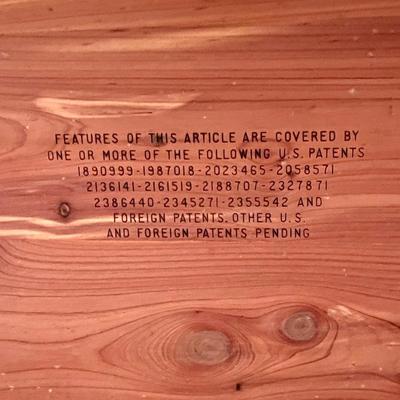 FEATURES OF THIS ARTICLE ARE COVERED BY
ONE OR MORE OF THE FOLLOWING U.S. PATENTS
1890999-1987018-2023465-2058571
2136141-2161519-2188707-2327871
2386440-2345271-2355542 AND
FOREIGN PATENTS. OTHER U.S.
AND FOREIGN PATENTS PENDING